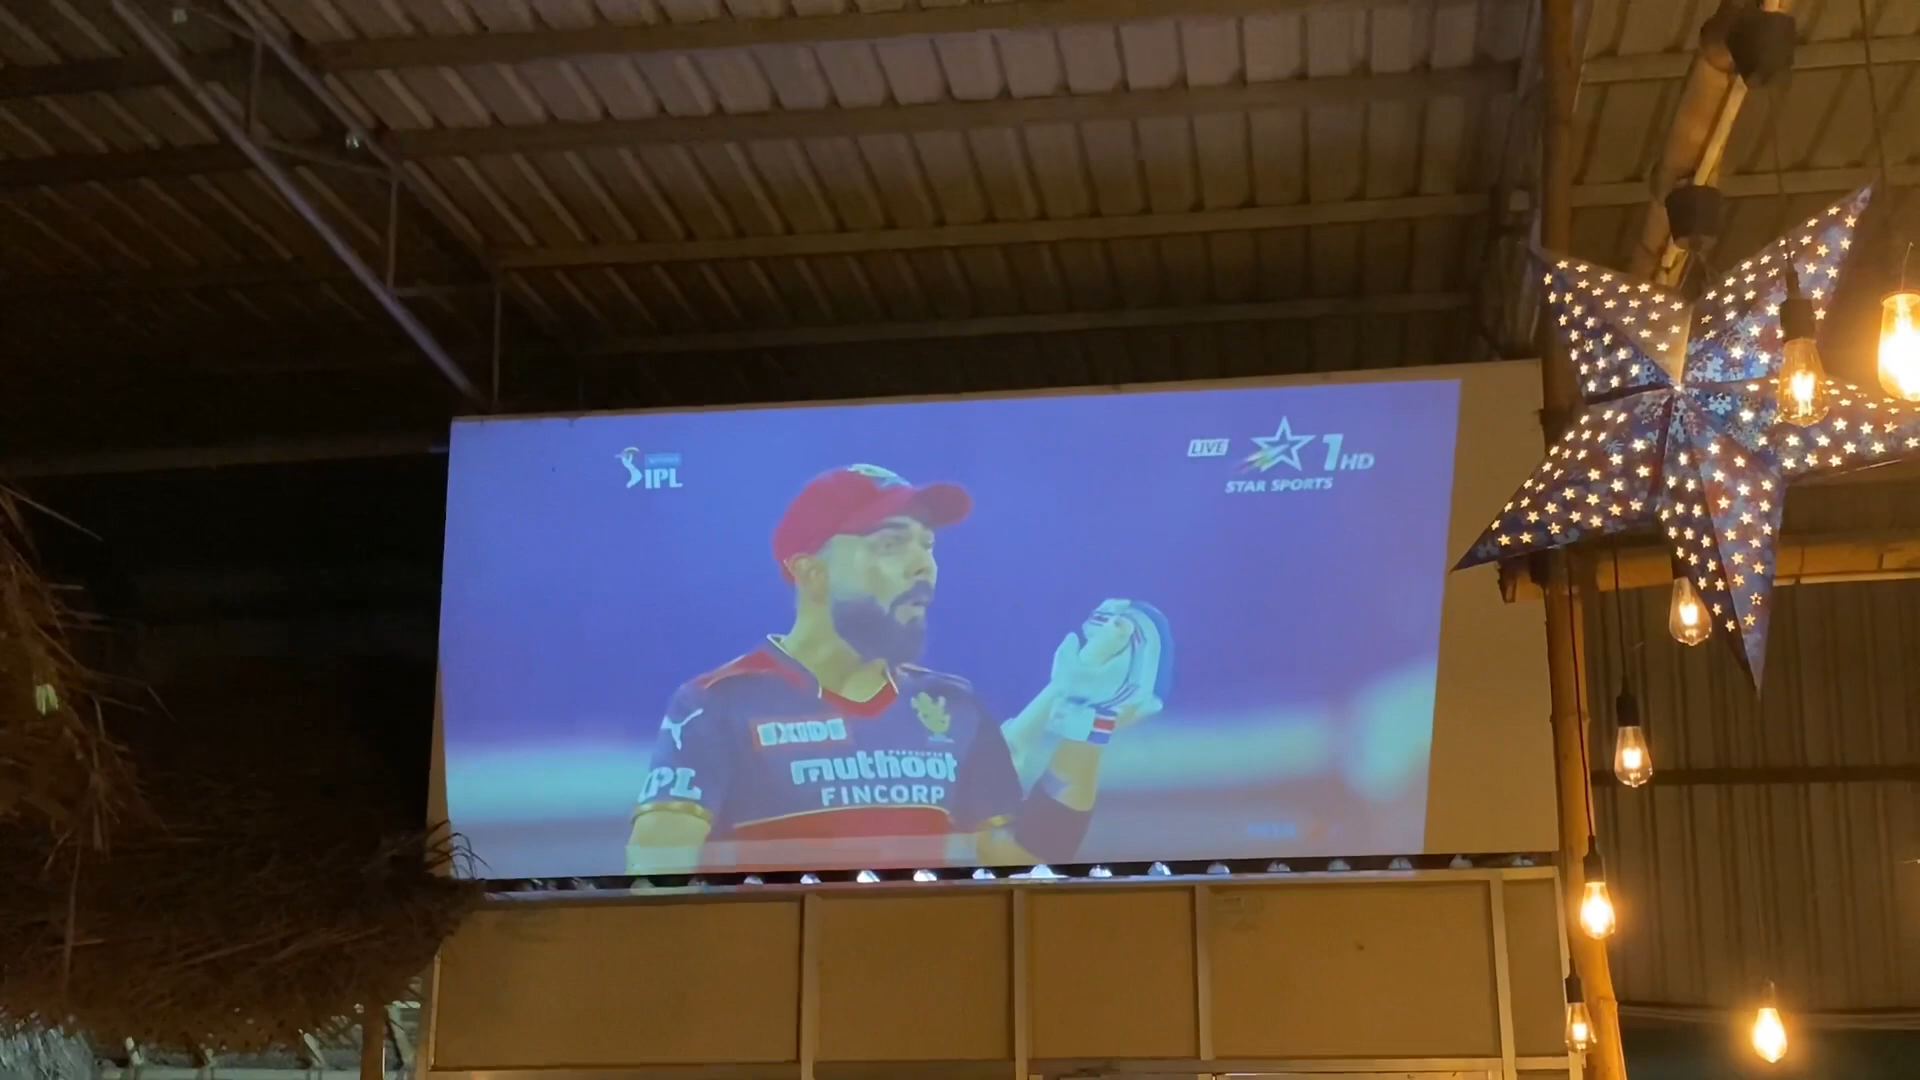 IPL
LIVE
1HD
STAR SPORTS
EXIDE
muthoot
FINCORP
IPL